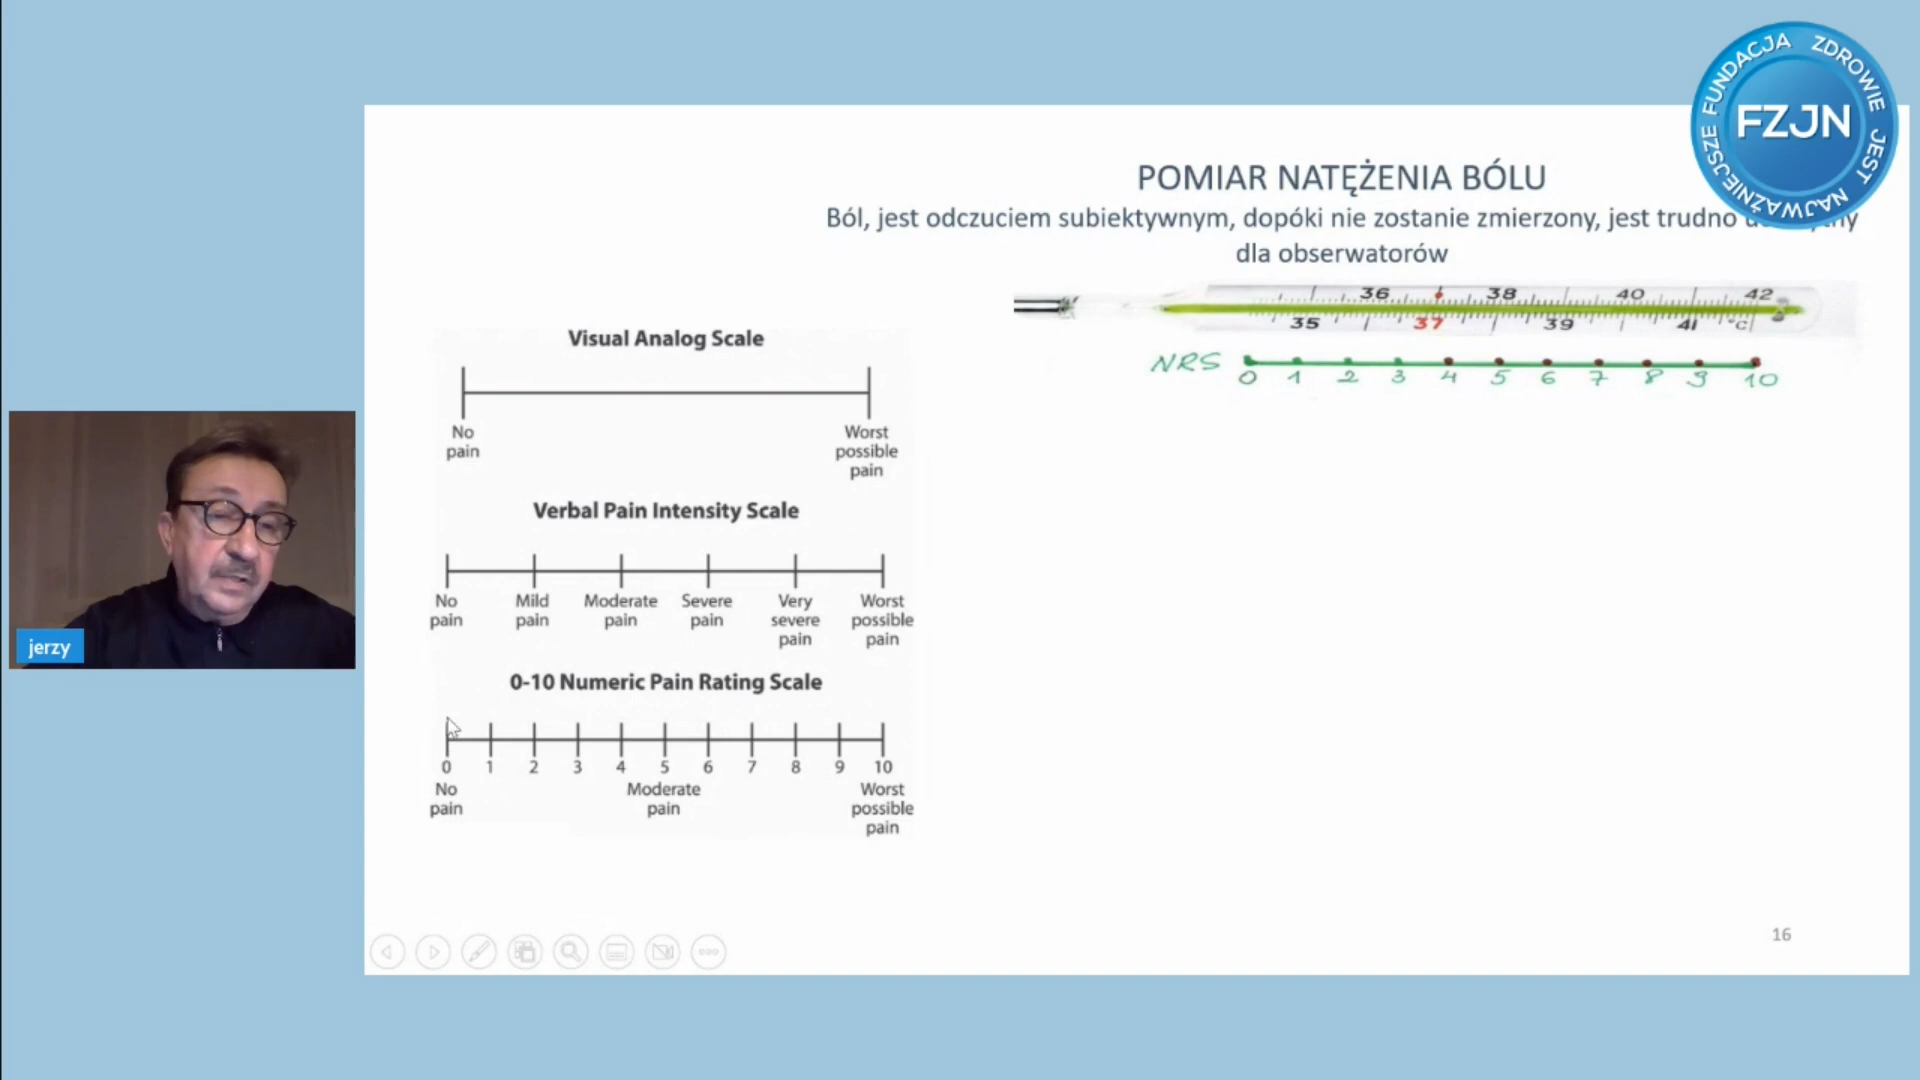 FUNDACJA ZDROWIE JEST NAJWAŻNIEJSZE
FZJN
POMIAR NATĘŻENIA BÓLU
Ból, jest odczuciem subiektywnym, dopóki nie zostanie zmierzony, jest trudno
dla obserwatorów
36 38 40 42
35 37 39 41 °C
NRS
0 1 2 3 4 5 6 7 8 9 10
Visual Analog Scale
No pain
Worst possible pain
Verbal Pain Intensity Scale
No pain
Mild pain
Moderate pain
Severe pain
Very severe pain
Worst possible pain
0-10 Numeric Pain Rating Scale
0 1 2 3 4 5 6 7 8 9 10
No pain
Moderate pain
Worst possible pain
jerzy
16